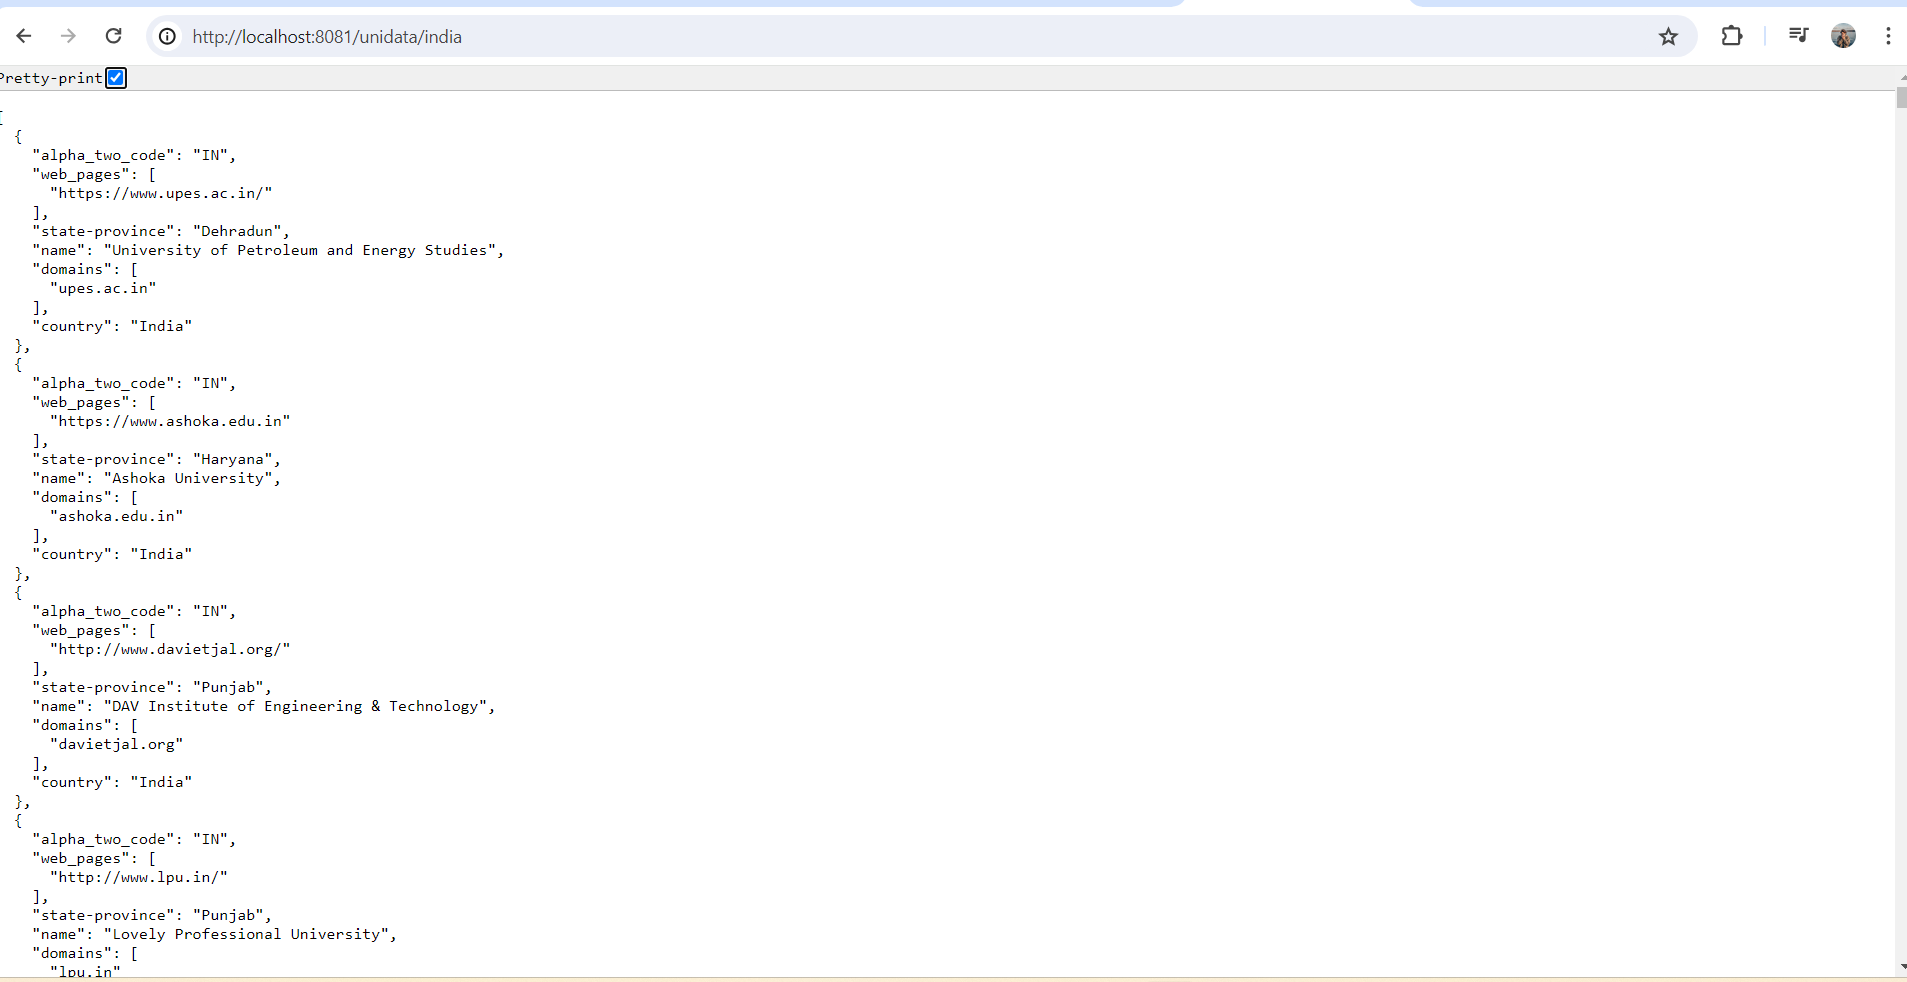 http://localhost:8081/unidata/india
Pretty-print
[
{
"alpha_two_code": "IN",
"web_pages": [
"https://www.upes.ac.in/"
],
"state-province": "Dehradun",
"name": "University of Petroleum and Energy Studies",
"domains": [
"upes.ac.in"
],
"country": "India"
},
{
"alpha_two_code": "IN",
"web_pages": [
"https://www.ashoka.edu.in"
],
"state-province": "Haryana",
"name": "Ashoka University",
"domains": [
"ashoka.edu.in"
],
"country": "India"
},
{
"alpha_two_code": "IN",
"web_pages": [
"http://www.davietjal.org/"
],
"state-province": "Punjab",
"name": "DAV Institute of Engineering & Technology",
"domains": [
"davietjal.org"
],
"country": "India"
},
{
"alpha_two_code": "IN",
"web_pages": [
"http://www.lpu.in/"
],
"state-province": "Punjab",
"name": "Lovely Professional University",
"domains": [
"lpu.in"